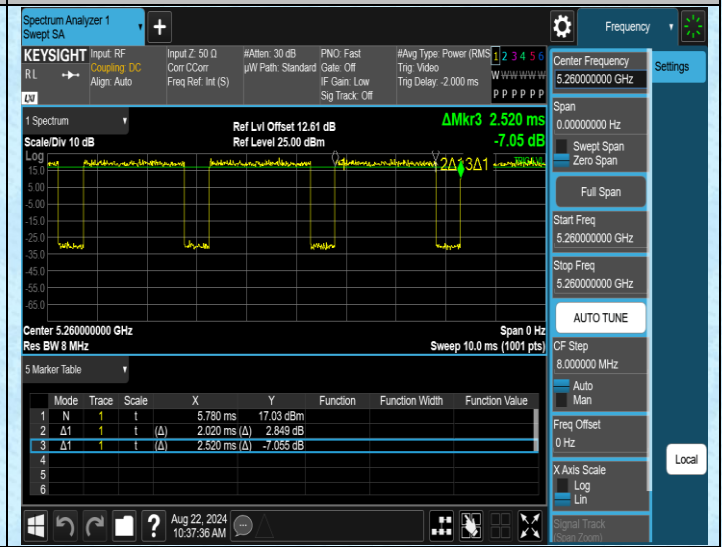 Spectrum Analyzer 1
Swept SA
+
Frequency
KEYSIGHT
RL
LXI
Input: RF
Coupling: DC
Align: Auto
Input Z: 50 Ω
Corr CCorr
Freq Ref: Int (S)
#Atten: 30 dB
µW Path: Standard
PNO: Fast
Gate: Off
IF Gain: Low
Sig Track: Off
#Avg Type: Power (RMS
Trig: Video
Trig Delay: -2.000 ms
1 2 3 4 5 6
W W W W W W
P P P P P P
1 Spectrum
Scale/Div 10 dB
Log
Ref Lvl Offset 12.61 dB
Ref Level 25.00 dBm
ΔMkr3 2.520 ms
-7.05 dB
2Δ1 3Δ1
15.0
5.00
-5.00
-15.0
-25.0
-35.0
-45.0
-55.0
-65.0
Center 5.260000000 GHz
Res BW 8 MHz
Span 0 Hz
Sweep 10.0 ms (1001 pts)
5 Marker Table
Mode Trace Scale X Y Function Function Width Function Value
1 N 1 t 5.780 ms 17.03 dBm
2 Δ1 1 t (Δ) 2.020 ms (Δ) 2.849 dB
3 Δ1 1 t (Δ) 2.520 ms (Δ) -7.055 dB
4
5
6
Aug 22, 2024
10:37:36 AM
Center Frequency
5.260000000 GHz
Span
0.00000000 Hz
Swept Span
Zero Span
Full Span
Start Freq
5.260000000 GHz
Stop Freq
5.260000000 GHz
AUTO TUNE
CF Step
8.000000 MHz
Auto
Man
Freq Offset
0 Hz
X Axis Scale
Log
Lin
Signal Track
(Span Zoom)
Settings
Local